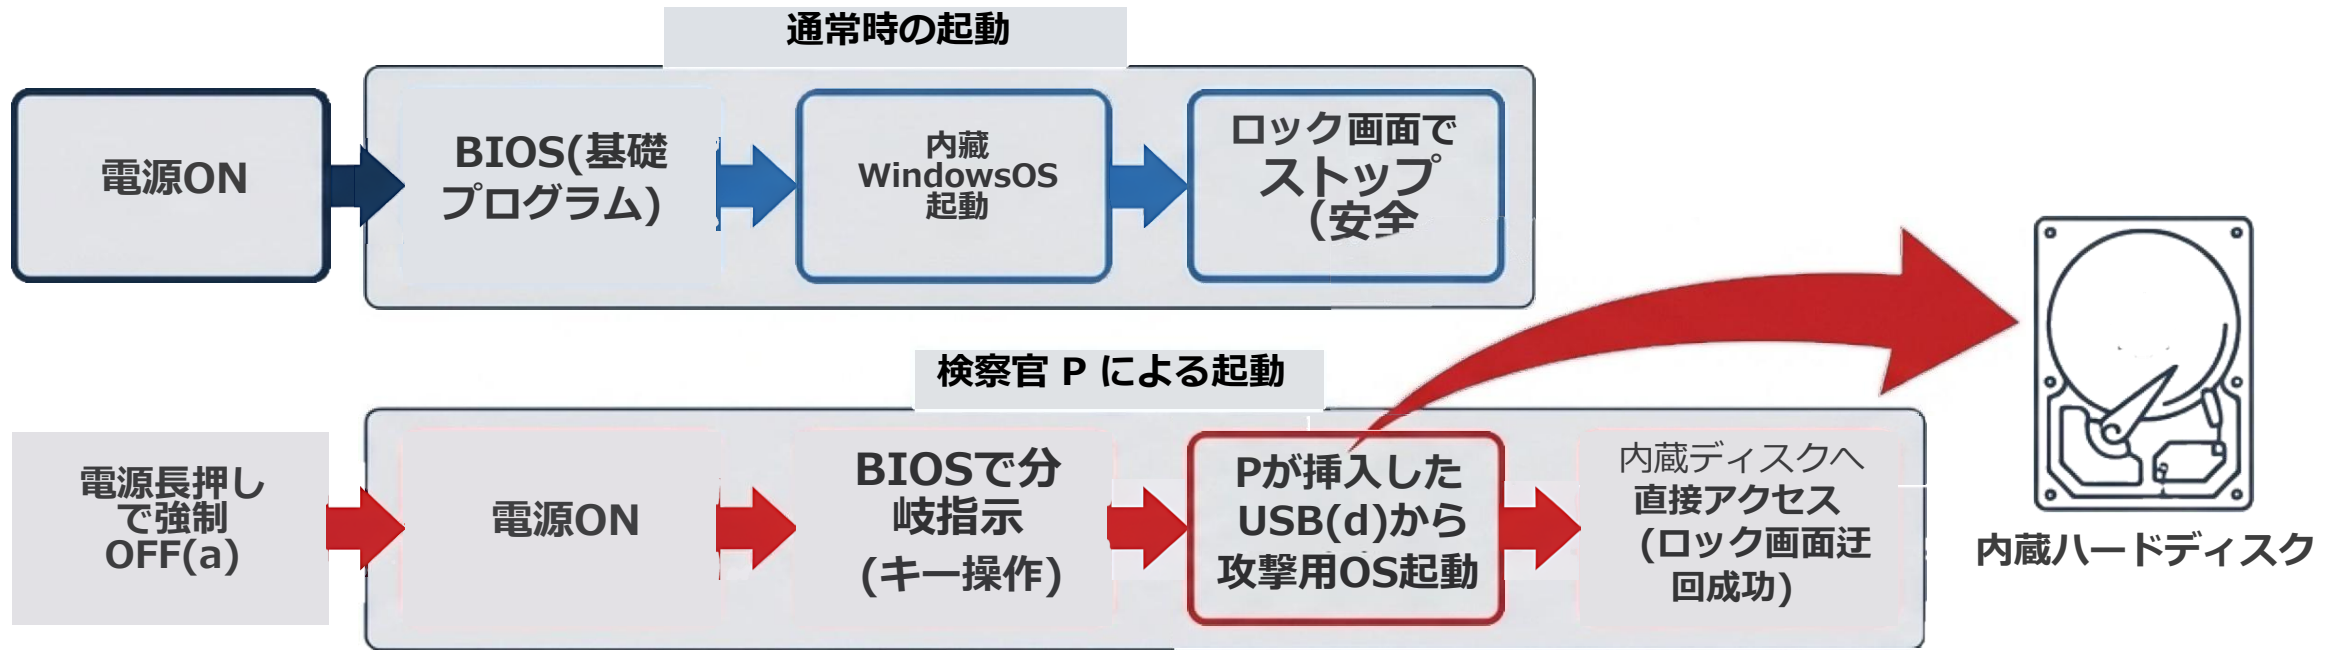 通常時の起動
電源ON
BIOS(基礎
プログラム)
内蔵
WindowsOS
起動
ロック画面で
ストップ
（安全
検察官 P による起動
電源長押し
で強制
OFF(a)
電源ON
BIOSで分
岐指示
(キー操作)
Pが挿入した
USB(d)から
攻撃用OS起動
内蔵ディスクへ
直接アクセス
(ロック画面迂
回成功)
内蔵ハードディスク